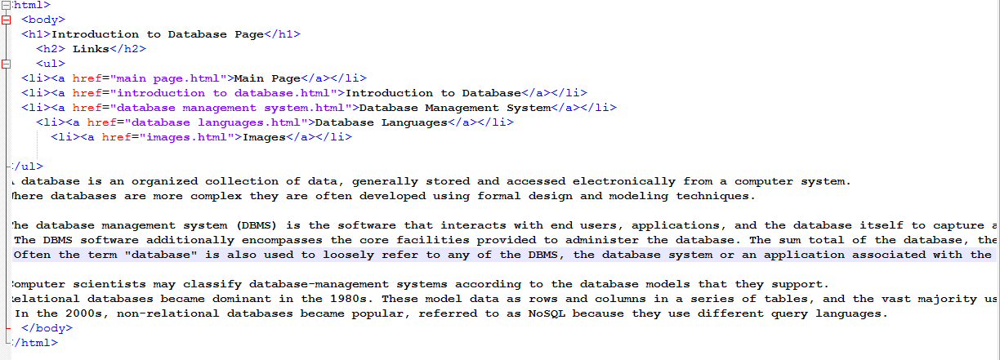 html>
<body>
<h1>Introduction to Database Page</h1>
<h2> Links</h2>
<ul>
<li><a href="main page.html">Main Page</a></li>
<li><a href="introduction to database.html">Introduction to Database</a></li>
<li><a href="database management system.html">Database Management System</a></li>
<li><a href="database languages.html">Database Languages</a></li>
<li><a href="images.html">Images</a></li>
/ul>
database is an organized collection of data, generally stored and accessed electronically from a computer system.
here databases are more complex they are often developed using formal design and modeling techniques.
he database management system (DBMS) is the software that interacts with end users, applications, and the database itself to capture a
The DBMS software additionally encompasses the core facilities provided to administer the database. The sum total of the database, the
Often the term "database" is also used to loosely refer to any of the DBMS, the database system or an application associated with the
omputer scientists may classify database-management systems according to the database models that they support.
elational databases became dominant in the 1980s. These model data as rows and columns in a series of tables, and the vast majority us
In the 2000s, non-relational databases became popular, referred to as NoSQL because they use different query languages.
</body>
/html>